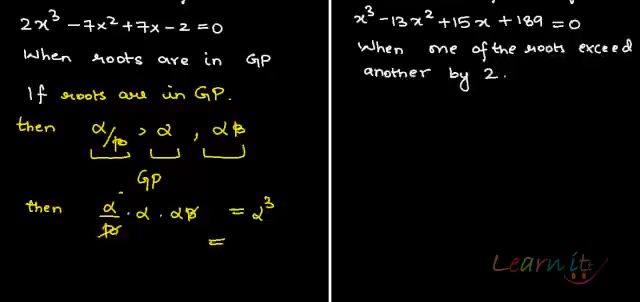 2x³ - 7x² + 7x - 2 = 0
When roots are in GP
If roots are in GP.
then α/β , α , αβ
GP
then α/β · α · αβ = α³
=
x³ - 13x² + 15x + 189 = 0
When one of the roots exceed
another by 2.
Learnit